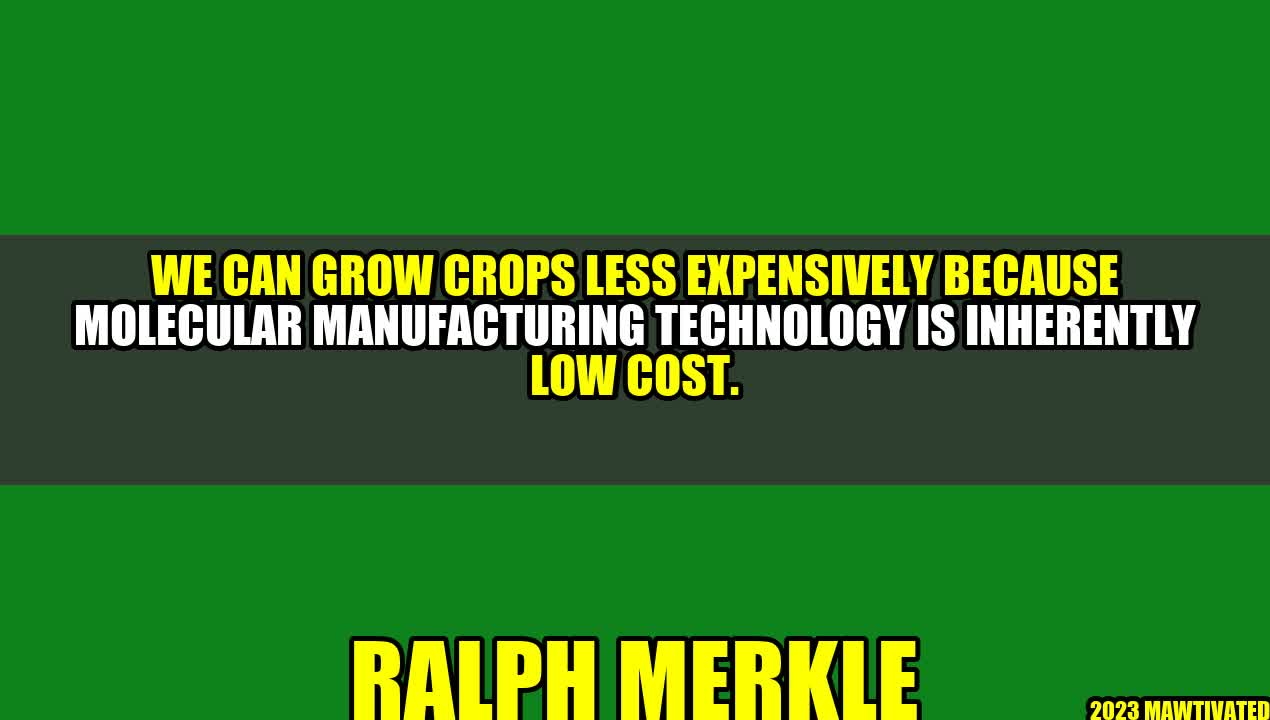 WE CAN GROW CROPS LESS EXPENSIVELY BECAUSE
MOLECULAR MANUFACTURING TECHNOLOGY IS INHERENTLY
LOW COST.
RALPH MERKLE
2023 MAWTIVATED